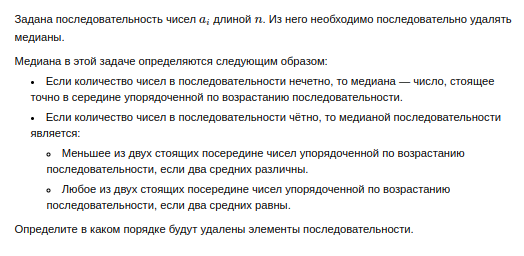 Задана последовательность чисел aᵢ длиной n. Из него необходимо последовательно удалять
медианы.
Медиана в этой задаче определяются следующим образом:
• Если количество чисел в последовательности нечетно, то медиана — число, стоящее
точно в середине упорядоченной по возрастанию последовательности.
• Если количество чисел в последовательности чётно, то медианой последовательности
является:
∘ Меньшее из двух стоящих посередине чисел упорядоченной по возрастанию
последовательности, если два средних различны.
∘ Любое из двух стоящих посередине чисел упорядоченной по возрастанию
последовательности, если два средних равны.
Определите в каком порядке будут удалены элементы последовательности.